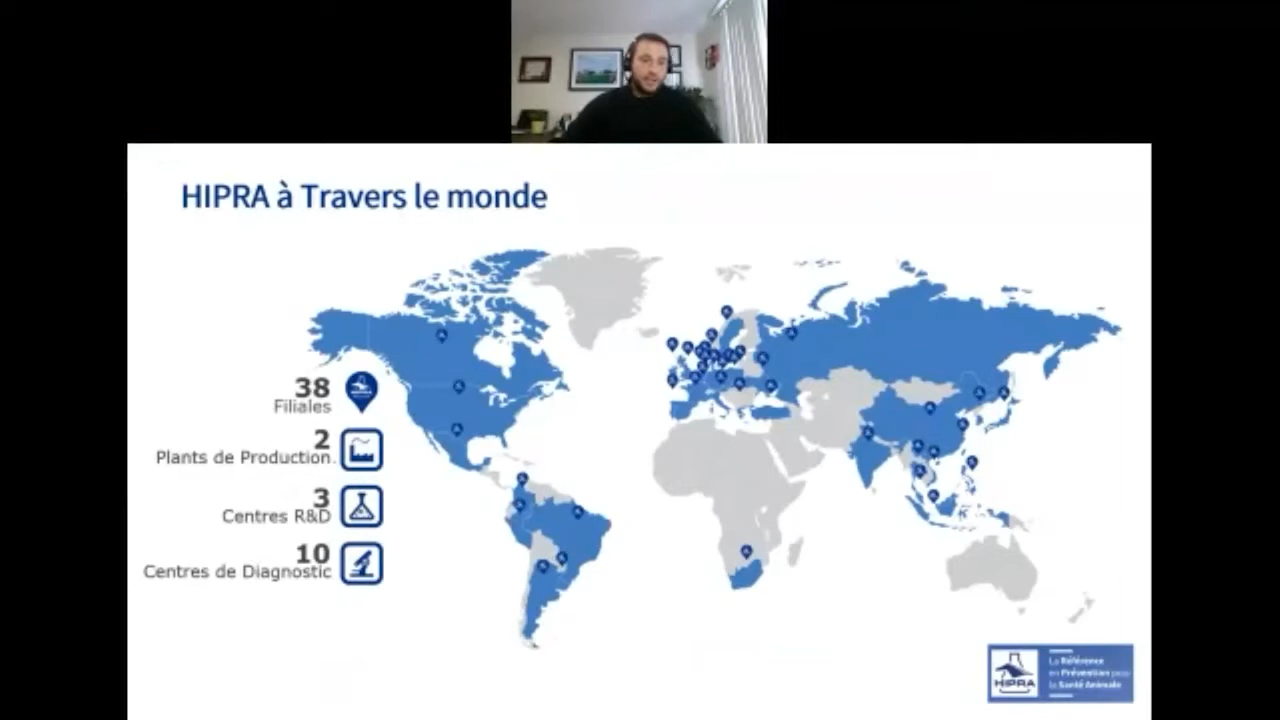 HIPRA à Travers le monde
38
Filiales
2
Plants de Production.
3
Centres R&D
10
Centres de Diagnostic
HIPRA
La Référence
en Prévention pour
la Santé Animale